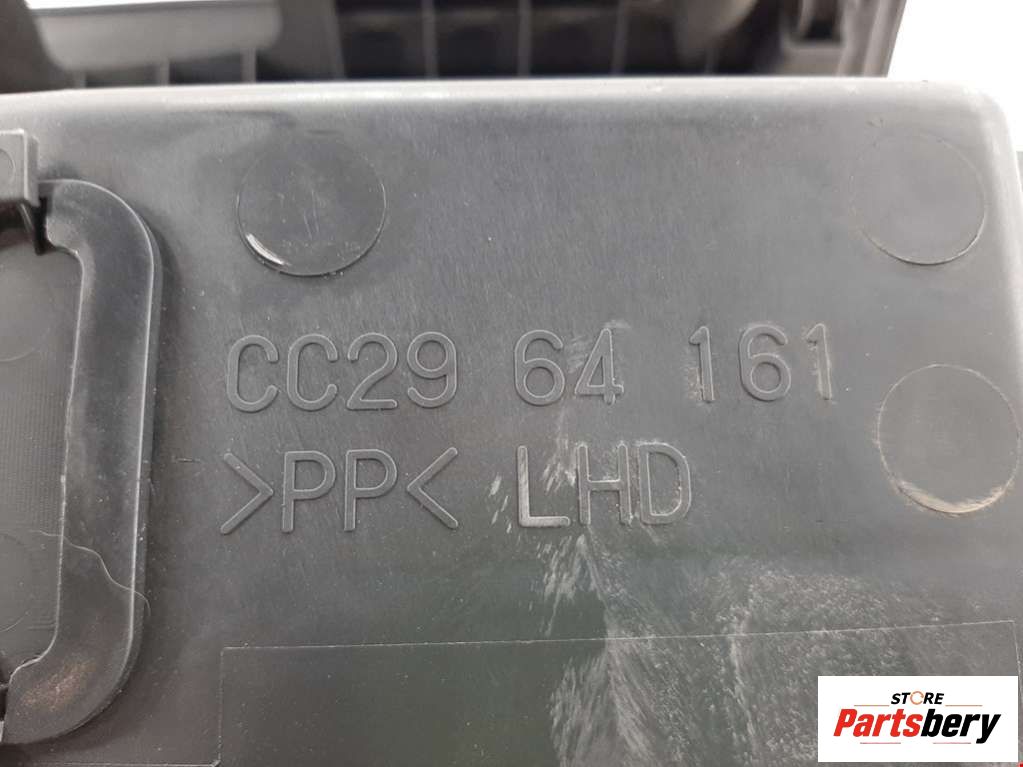 CC29 64 161
>PP< LHD
STORE
Partsbery